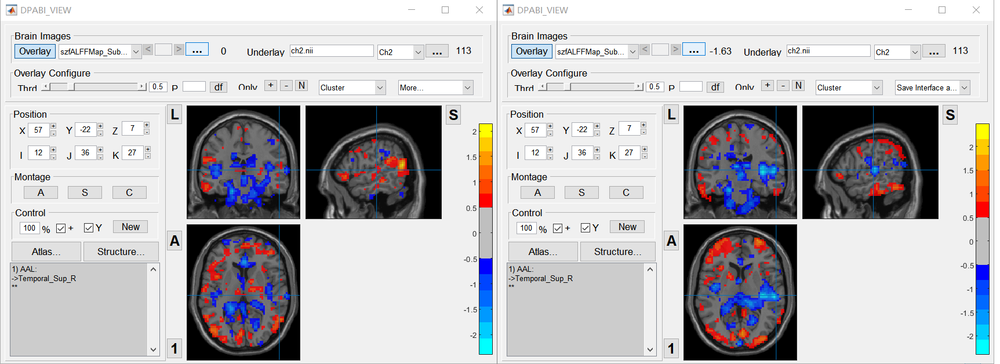 DPABI_VIEW
Brain Images
Overlay szfALFFMap_Sub... < > ... 0 Underlay ch2.nii Ch2 ... 113
Overlay Configure
Thrd 0.5 P df Only + - N Cluster More...
Position
X 57 + - Y -22 + - Z 7 + -
I 12 + - J 36 + - K 27 + -
Montage
A S C
Control
100 % + Y New
Atlas... Structure...
1) AAL:
->Temporal_Sup_R
**
L
S
A
1
2
1.5
1
0.5
0
-0.5
-1
-1.5
-2
DPABI_VIEW
Brain Images
Overlay szfALFFMap_Sub... < > ... -1.63 Underlay ch2.nii Ch2 ... 113
Overlay Configure
Thrd 0.5 P df Only + - N Cluster Save Interface a...
Position
X 57 + - Y -22 + - Z 7 + -
I 12 + - J 36 + - K 27 + -
Montage
A S C
Control
100 % + Y New
Atlas... Structure...
1) AAL:
->Temporal_Sup_R
**
L
S
A
1
2
1.5
1
0.5
0
-0.5
-1
-1.5
-2